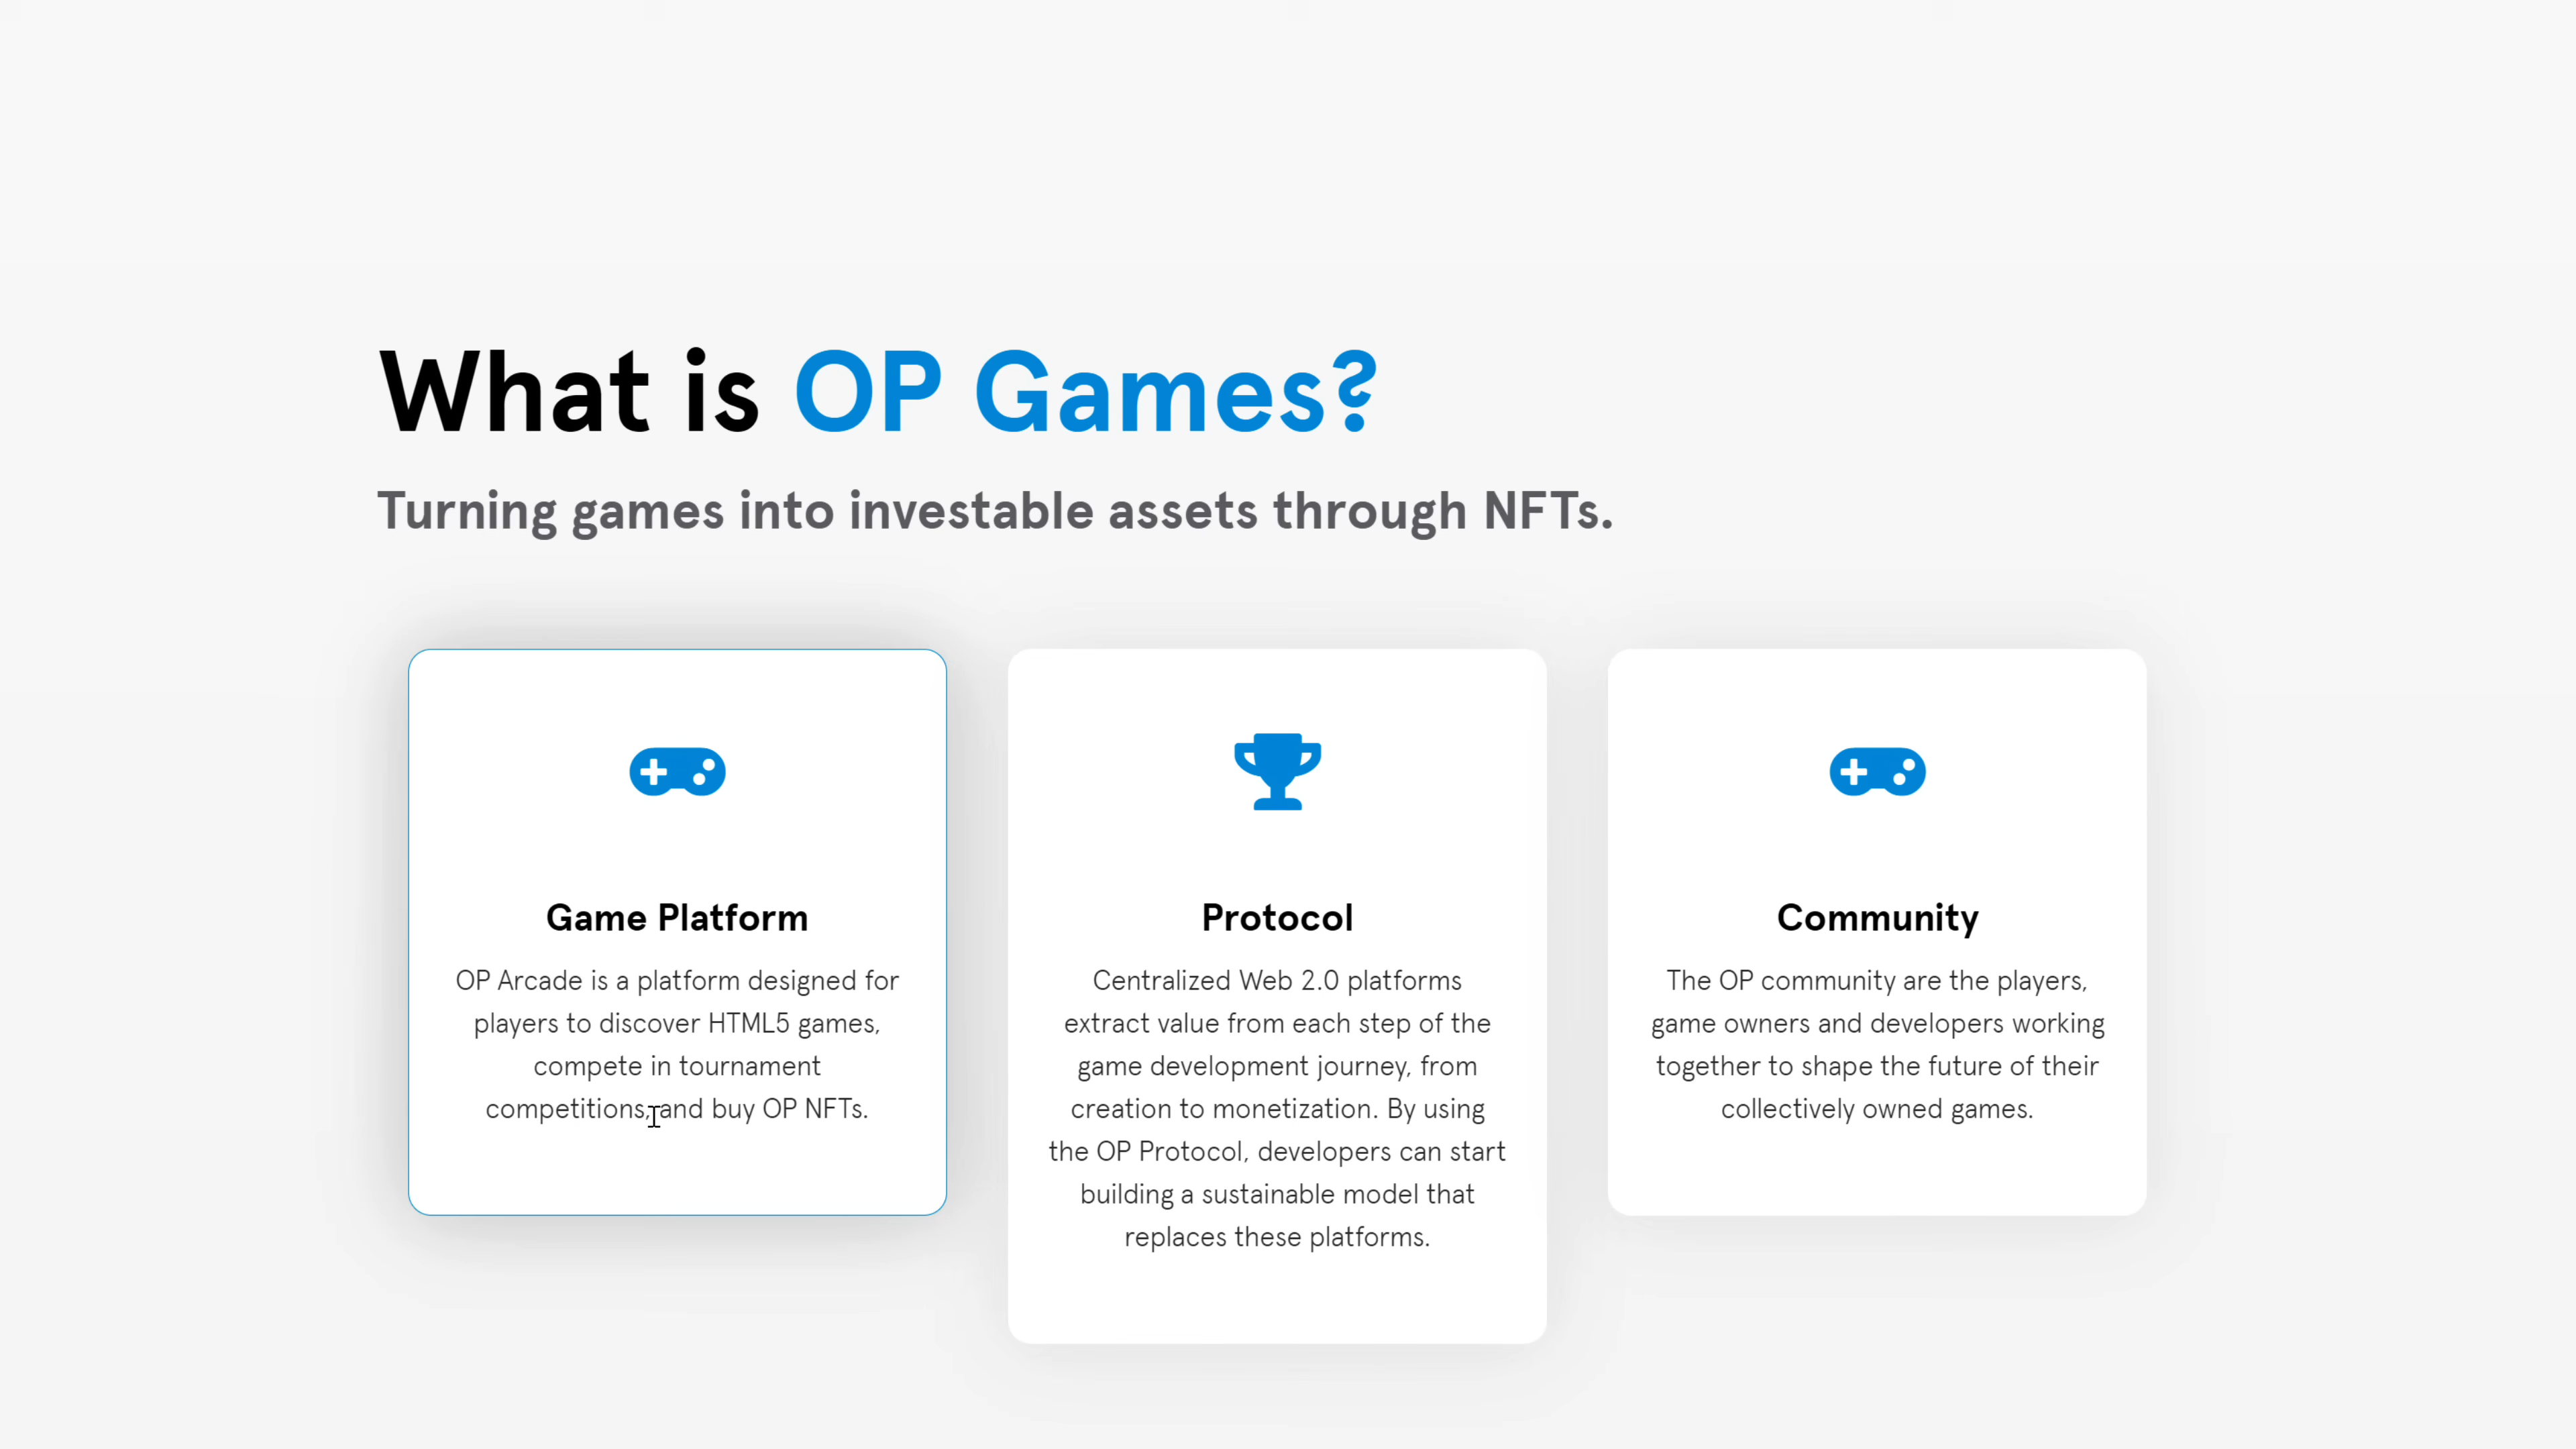 What is OP Games?
Turning games into investable assets through NFTs.
Game Platform
OP Arcade is a platform designed for
players to discover HTML5 games,
compete in tournament
competitions, and buy OP NFTs.
Protocol
Centralized Web 2.0 platforms
extract value from each step of the
game development journey, from
creation to monetization. By using
the OP Protocol, developers can start
building a sustainable model that
replaces these platforms.
Community
The OP community are the players,
game owners and developers working
together to shape the future of their
collectively owned games.